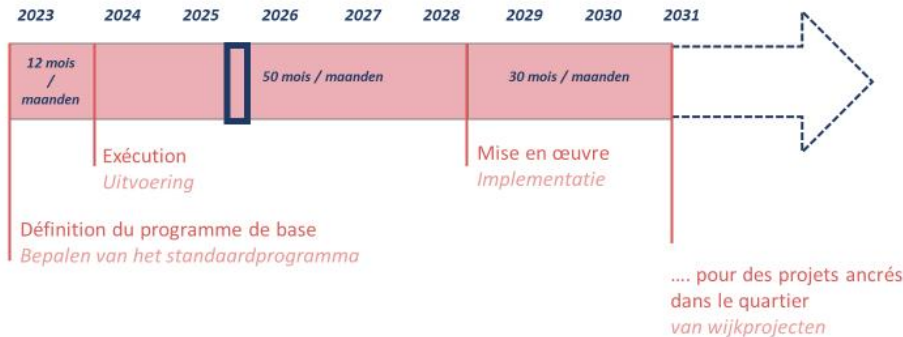 2023 2024 2025 2026 2027 2028 2029 2030 2031
12 mois
/
maanden
50 mois / maanden
30 mois / maanden
Exécution
Uitvoering
Mise en œuvre
Implementatie
Définition du programme de base
Bepalen van het standaardprogramma
.... pour des projets ancrés
dans le quartier
van wijkprojecten